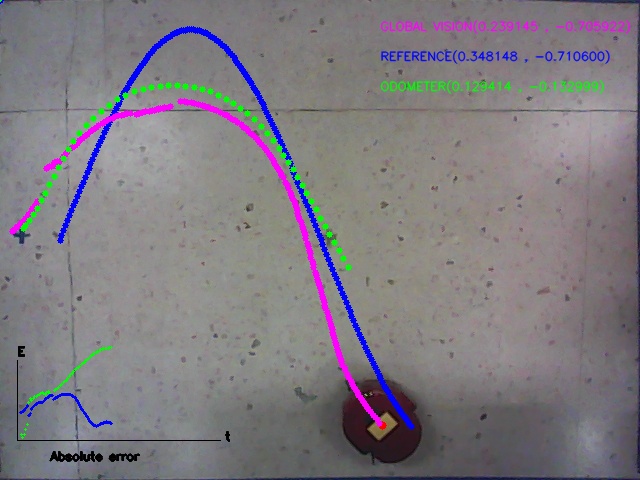 GLOBAL VISION(0.239145 , -0.705922)
REFERENCE(0.348148 , -0.710600)
ODOMETER(0.129414 , -0.132999)
E
t
Absolute error